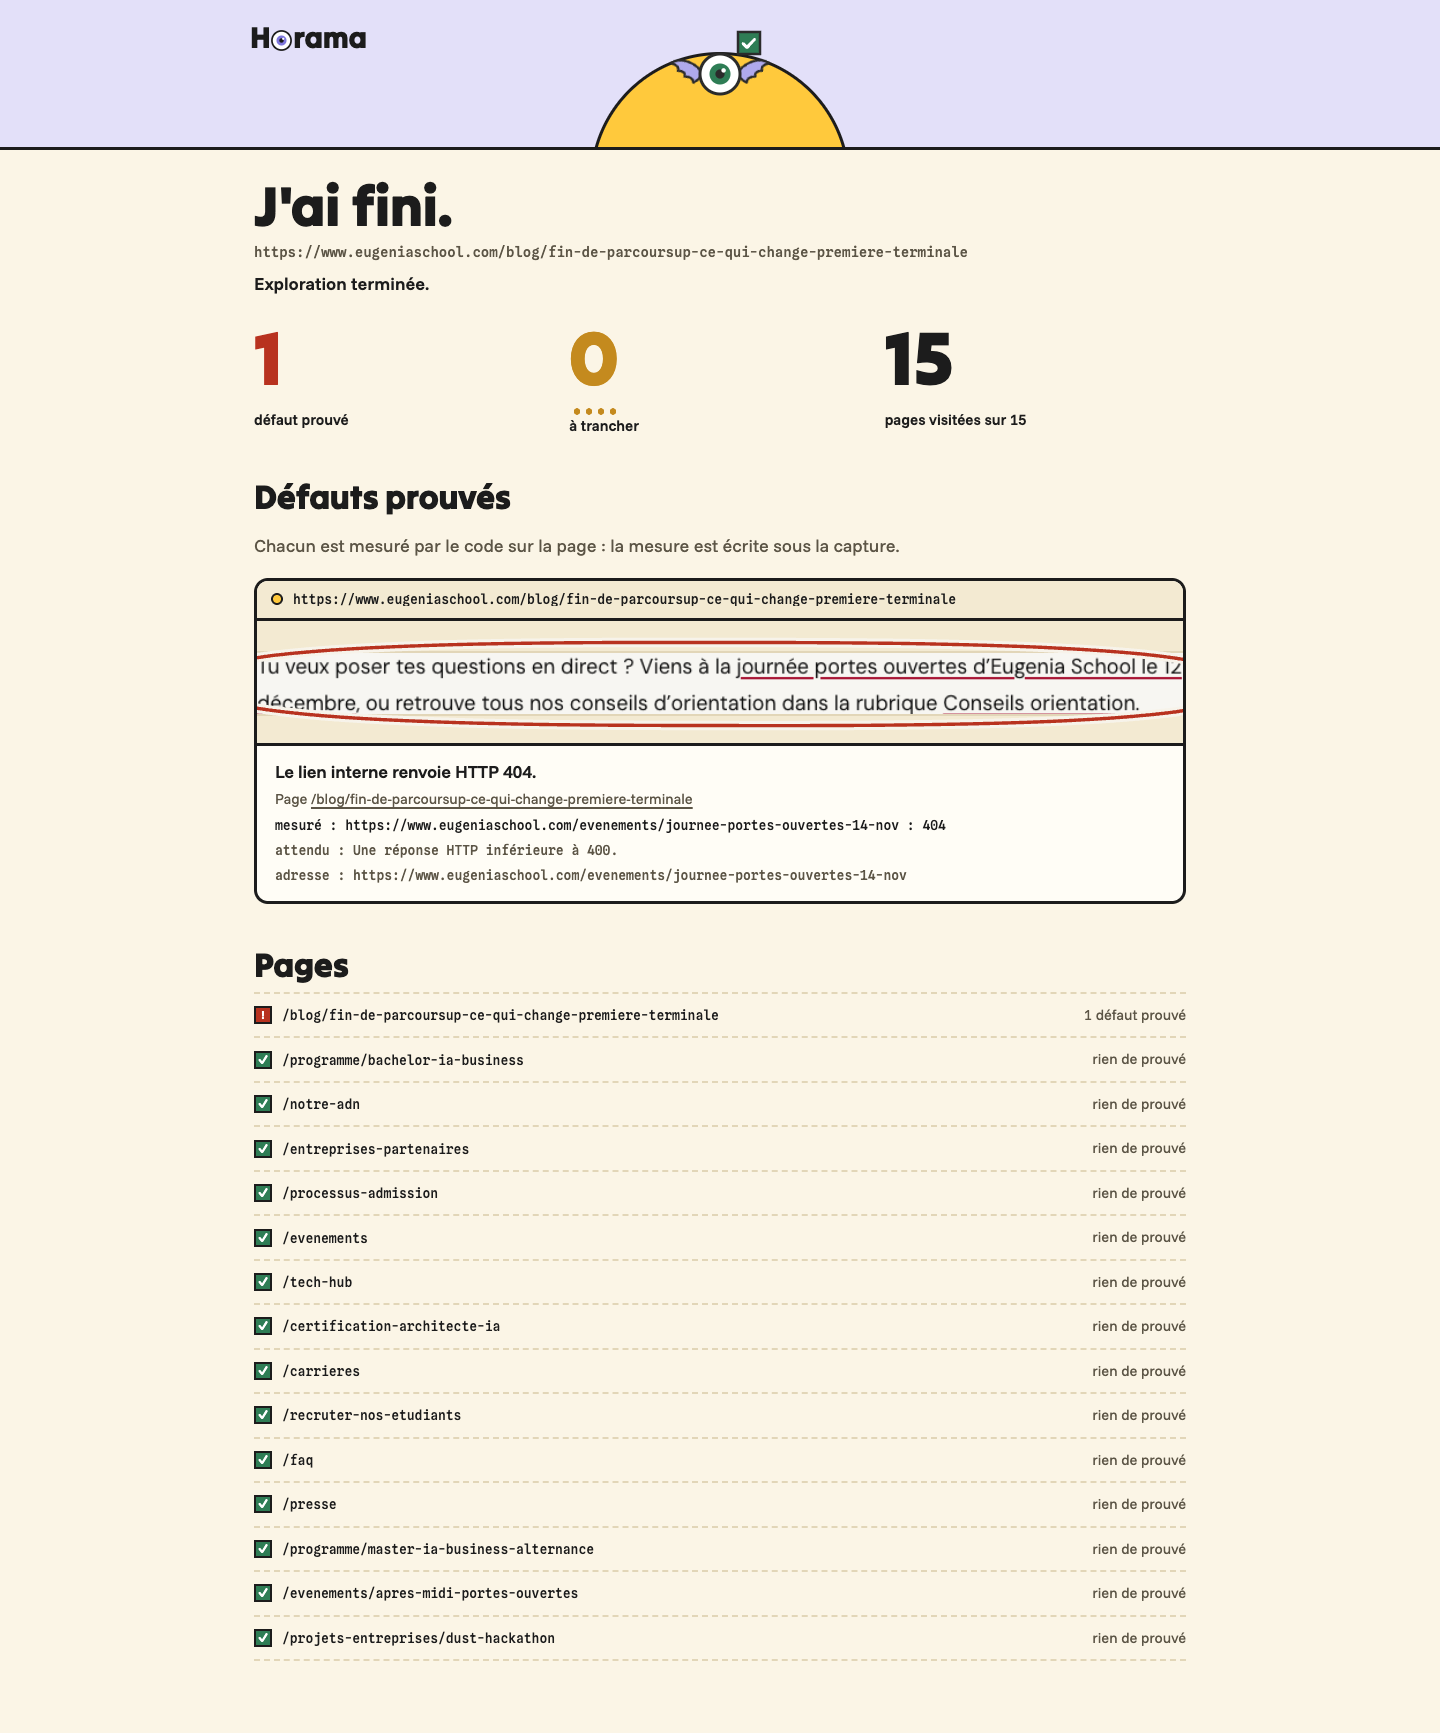 Horama
J'ai fini.
https://www.eugeniaschool.com/blog/fin-de-parcoursup-ce-qui-change-premiere-terminale
Exploration terminée.
1
défaut prouvé
0
à trancher
15
pages visitées sur 15
Défauts prouvés
Chacun est mesuré par le code sur la page : la mesure est écrite sous la capture.
https://www.eugeniaschool.com/blog/fin-de-parcoursup-ce-qui-change-premiere-terminale
Tu veux poser tes questions en direct ? Viens à la journée portes ouvertes d’Eugenia School le 12
décembre, ou retrouve tous nos conseils d’orientation dans la rubrique Conseils orientation.
Le lien interne renvoie HTTP 404.
Page /blog/fin-de-parcoursup-ce-qui-change-premiere-terminale
mesuré : https://www.eugeniaschool.com/evenements/journee-portes-ouvertes-14-nov : 404
attendu : Une réponse HTTP inférieure à 400.
adresse : https://www.eugeniaschool.com/evenements/journee-portes-ouvertes-14-nov
Pages
/blog/fin-de-parcoursup-ce-qui-change-premiere-terminale 1 défaut prouvé
/programme/bachelor-ia-business rien de prouvé
/notre-adn rien de prouvé
/entreprises-partenaires rien de prouvé
/processus-admission rien de prouvé
/evenements rien de prouvé
/tech-hub rien de prouvé
/certification-architecte-ia rien de prouvé
/carrieres rien de prouvé
/recruter-nos-etudiants rien de prouvé
/faq rien de prouvé
/presse rien de prouvé
/programme/master-ia-business-alternance rien de prouvé
/evenements/apres-midi-portes-ouvertes rien de prouvé
/projets-entreprises/dust-hackathon rien de prouvé